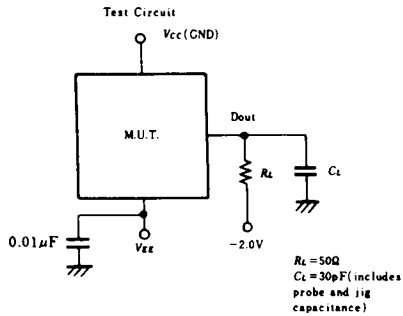 Test Circuit
Vcc(GND)
Dout
M.U.T.
RL
CL
0.01μF
VEE
-2.0V
RL=50Ω
CL=30pF(includes
probe and jig
capacitance)